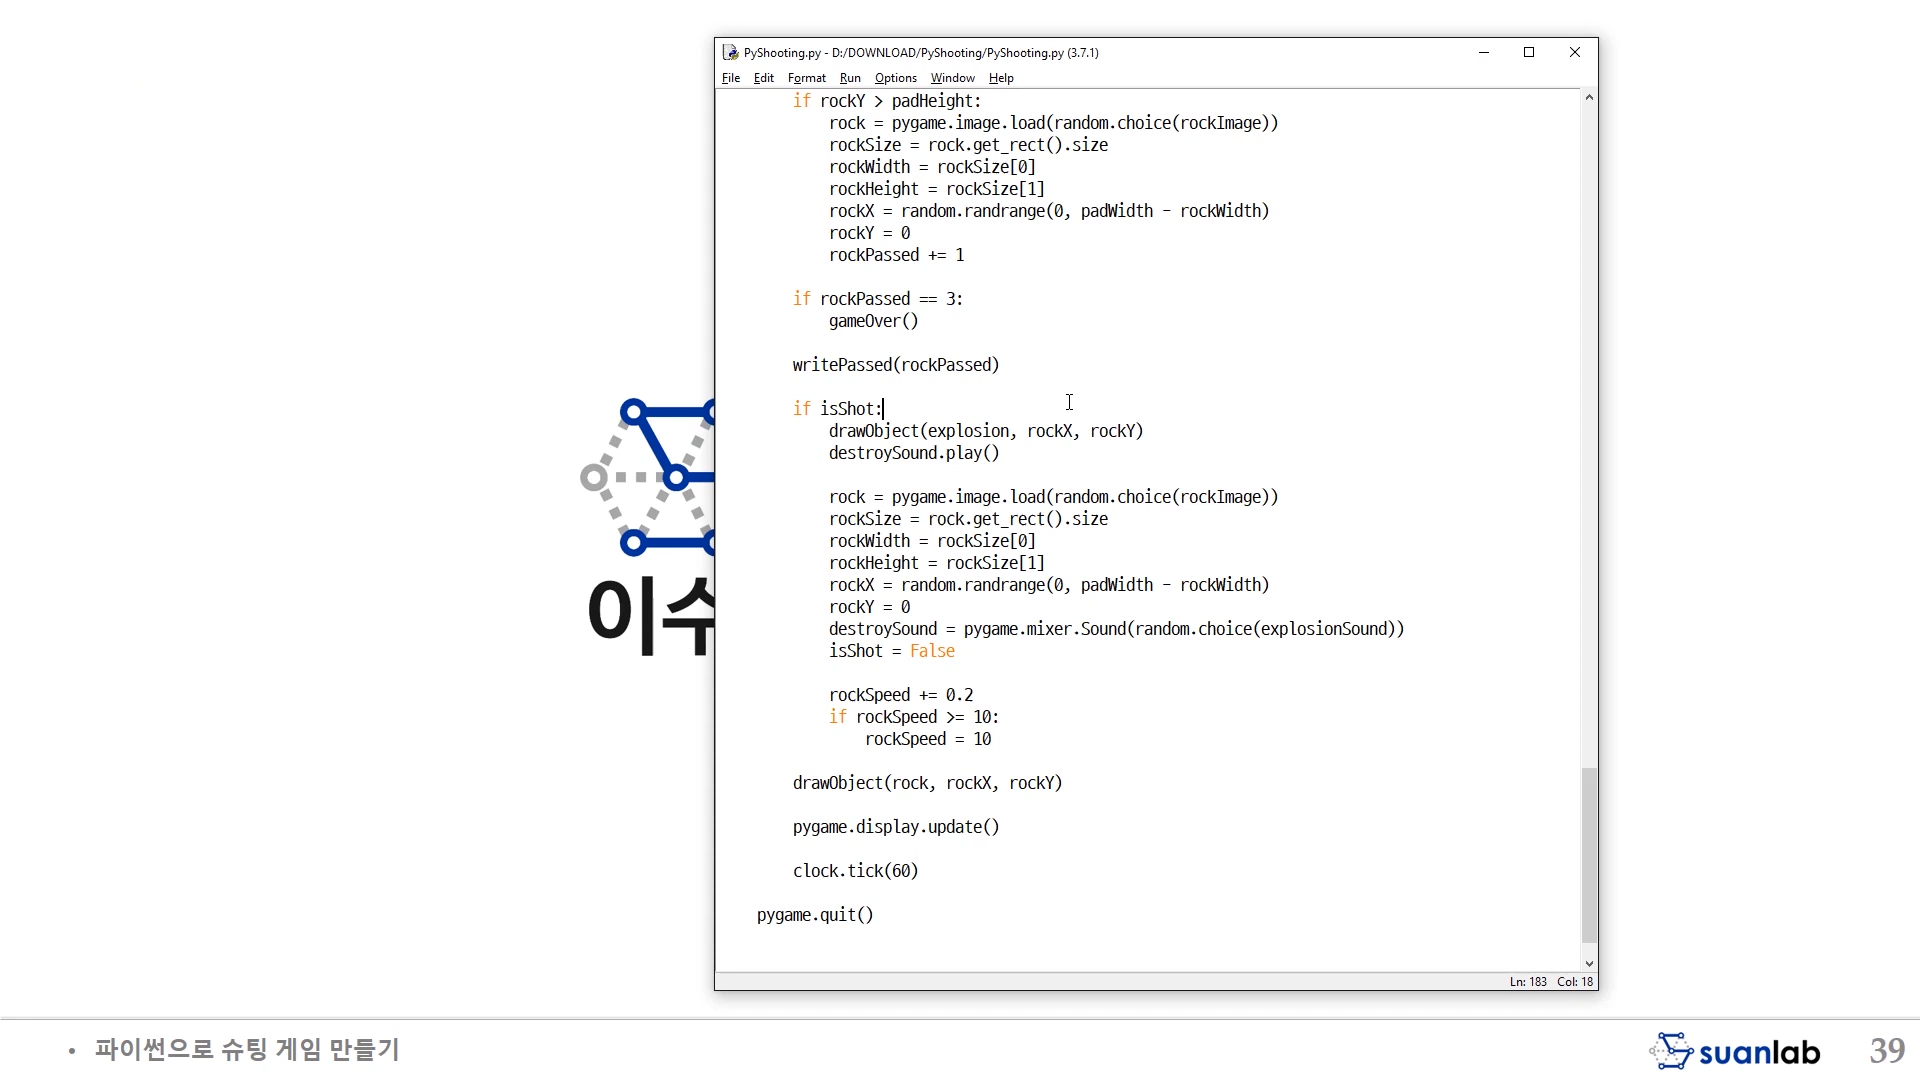 PyShooting.py - D:/DOWNLOAD/PyShooting/PyShooting.py (3.7.1)
File Edit Format Run Options Window Help
if rockY > padHeight:
rock = pygame.image.load(random.choice(rockImage))
rockSize = rock.get_rect().size
rockWidth = rockSize[0]
rockHeight = rockSize[1]
rockX = random.randrange(0, padWidth - rockWidth)
rockY = 0
rockPassed += 1
if rockPassed == 3:
gameOver()
writePassed(rockPassed)
if isShot:
drawObject(explosion, rockX, rockY)
destroySound.play()
rock = pygame.image.load(random.choice(rockImage))
rockSize = rock.get_rect().size
rockWidth = rockSize[0]
rockHeight = rockSize[1]
rockX = random.randrange(0, padWidth - rockWidth)
rockY = 0
destroySound = pygame.mixer.Sound(random.choice(explosionSound))
isShot = False
rockSpeed += 0.2
if rockSpeed >= 10:
rockSpeed = 10
drawObject(rock, rockX, rockY)
pygame.display.update()
clock.tick(60)
pygame.quit()
Ln: 183 Col: 18
• 파이썬으로 슈팅 게임 만들기
suanlab 39